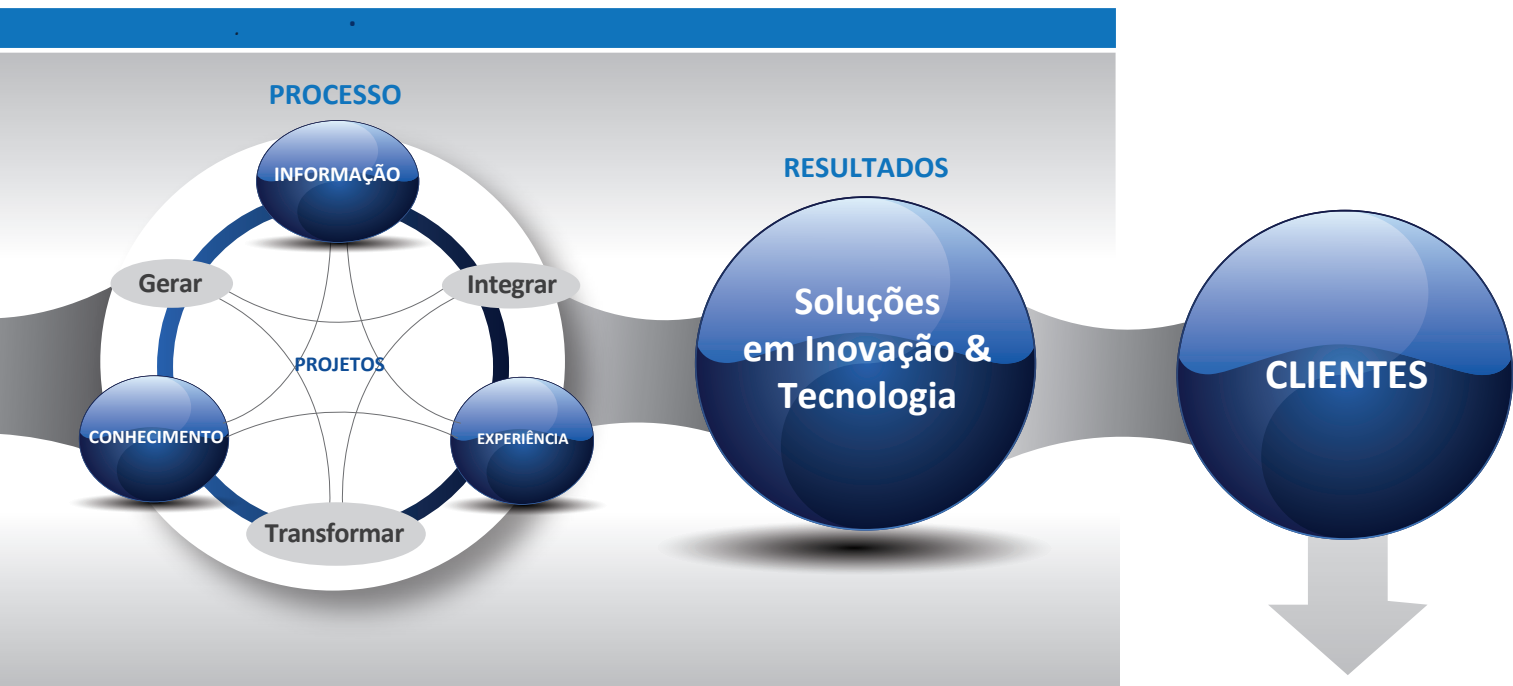 PROCESSO
INFORMAÇÃO
Gerar
Integrar
PROJETOS
CONHECIMENTO
EXPERIÊNCIA
Transformar
RESULTADOS
Soluções
em Inovação &
Tecnologia
CLIENTES